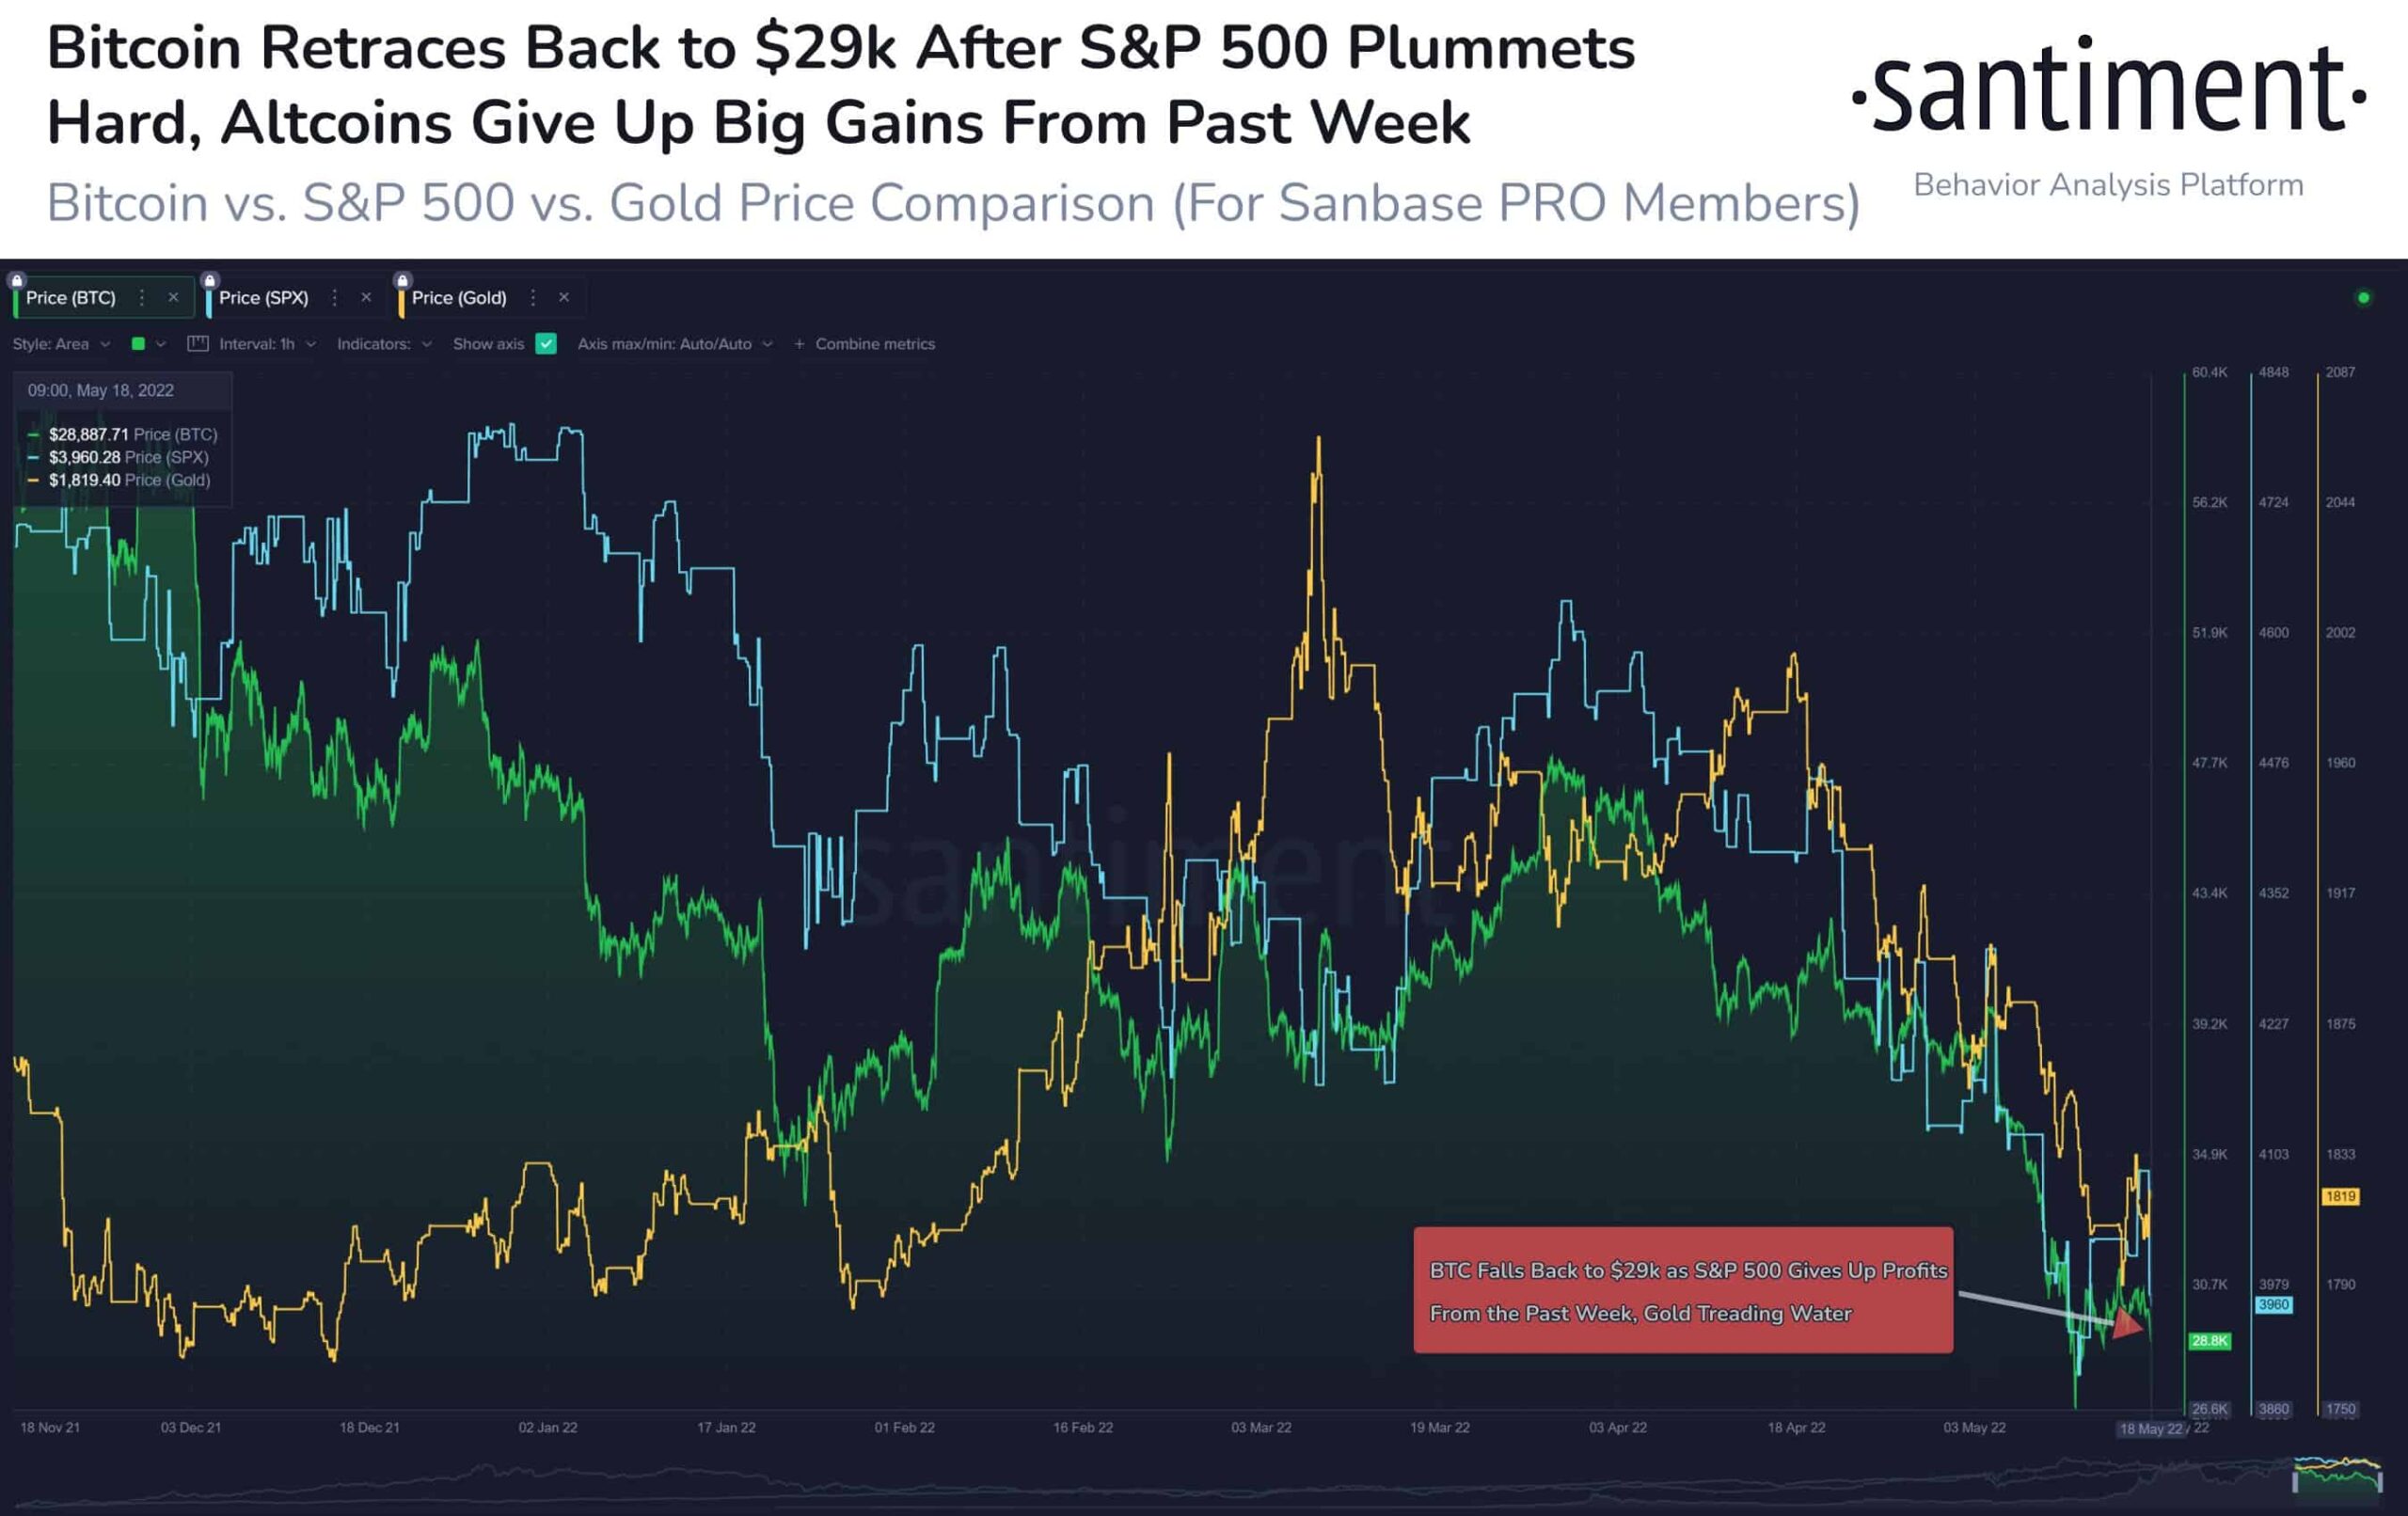 Bitcoin Retraces Back to $29k After S&P 500 Plummets
Hard, Altcoins Give Up Big Gains From Past Week
Bitcoin vs. S&P 500 vs. Gold Price Comparison (For Sanbase PRO Members)
·santiment·
Behavior Analysis Platform
Price (BTC)
Price (SPX)
Price (Gold)
Style: Area
Interval: 1h
Indicators:
Show axis
Axis max/min: Auto/Auto
+ Combine metrics
09:00, May 18, 2022
$28,887.71 Price (BTC)
$3,960.28 Price (SPX)
$1,819.40 Price (Gold)
santiment
60.4K 4848 2087
56.2K 4724 2044
51.9K 4600 2002
47.7K 4476 1960
43.4K 4352 1917
39.2K 4227 1875
34.9K 4103 1833
1819
30.7K 3979 1790
3960
28.8K
26.6K 3860 1750
BTC Falls Back to $29k as S&P 500 Gives Up Profits
From the Past Week, Gold Treading Water
18 Nov 21 03 Dec 21 18 Dec 21 02 Jan 22 17 Jan 22 01 Feb 22 16 Feb 22 03 Mar 22 19 Mar 22 03 Apr 22 18 Apr 22 03 May 22 18 May 22 22